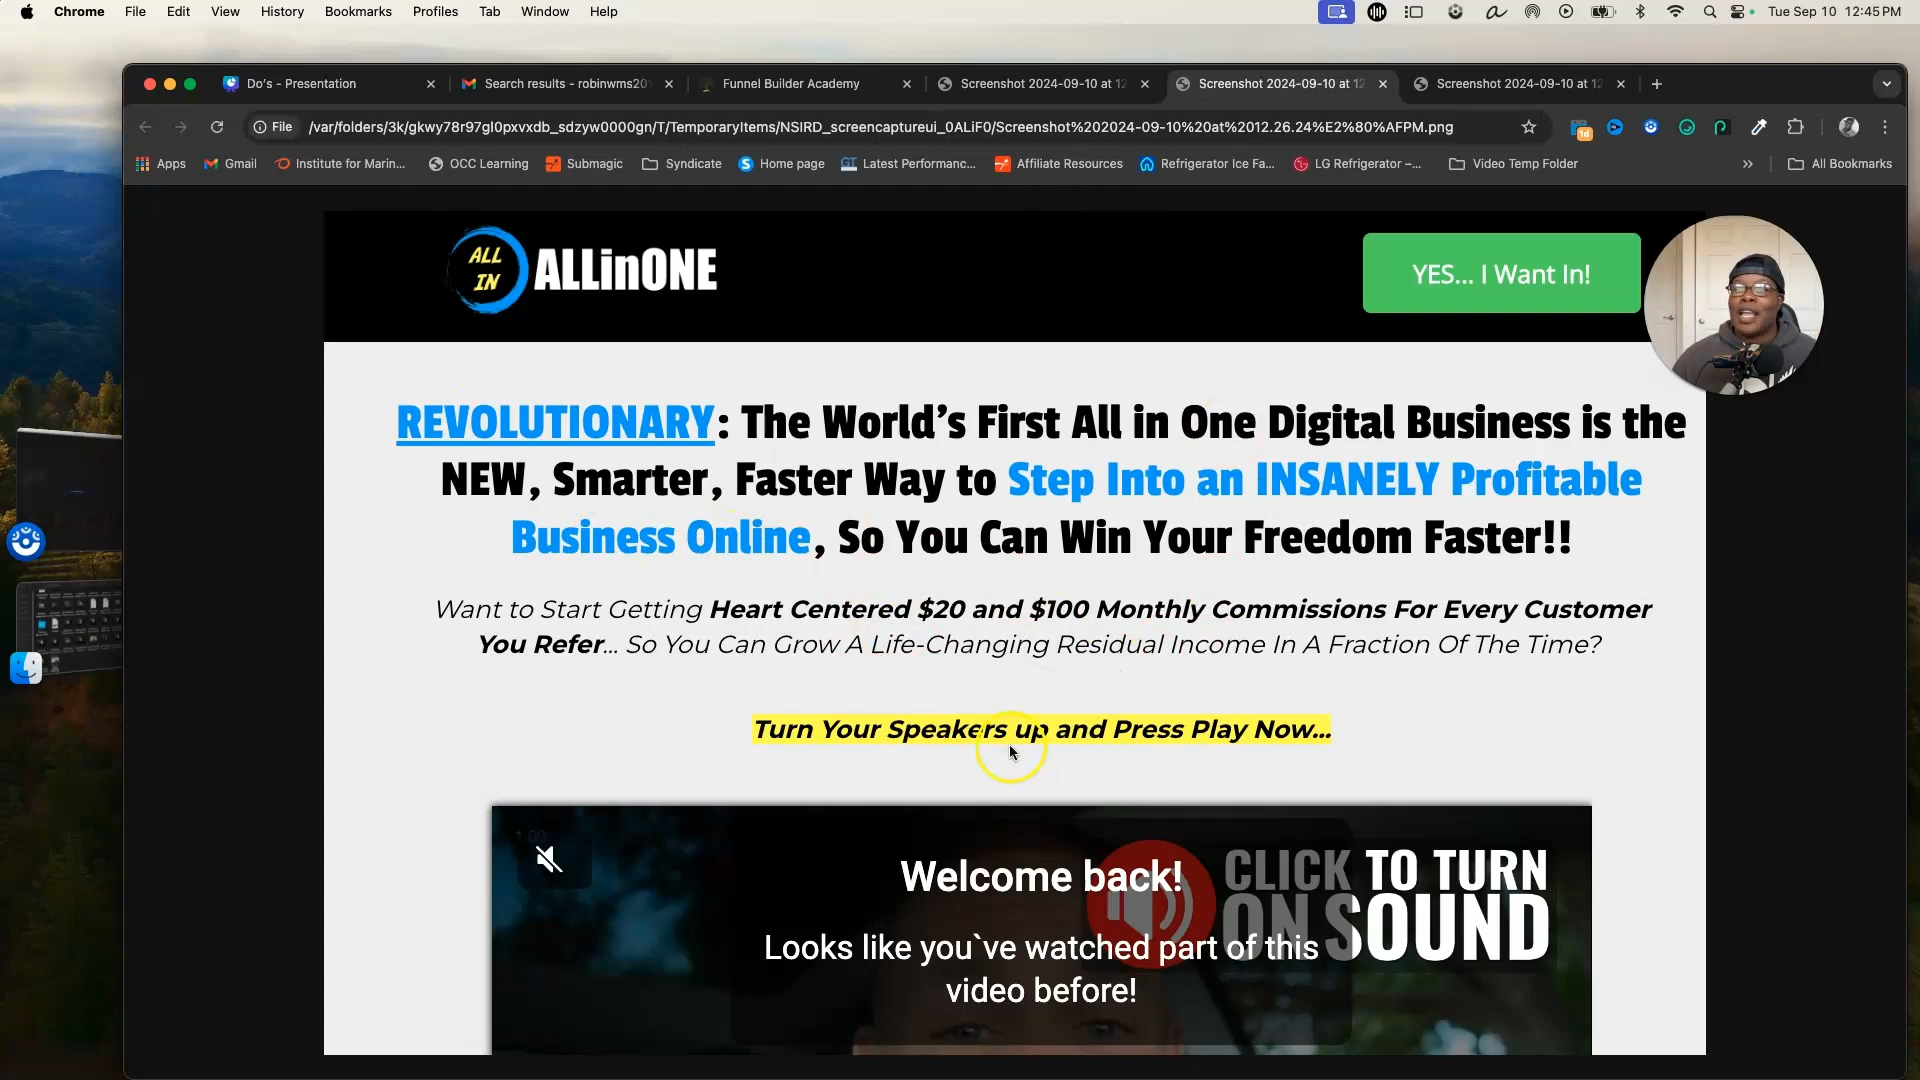 Chrome File Edit View History Bookmarks Profiles Tab Window Help Tue Sep 10 12:45 PM
Do's - Presentation Search results - robinwms20 Funnel Builder Academy Screenshot 2024-09-10 at 12 Screenshot 2024-09-10 at 12 Screenshot 2024-09-10 at 12
File /var/folders/3k/gkwy78r97gl0pxvxdb_sdzyw0000gn/T/TemporaryItems/NSIRD_screencaptureui_0ALiF0/Screenshot%202024-09-10%20at%2012.26.24%E2%80%AFPM.png
Apps Gmail Institute for Marin... OCC Learning Submagic Syndicate Home page Latest Performanc... Affiliate Resources Refrigerator Ice Fa... LG Refrigerator –... Video Temp Folder All Bookmarks
ALL
IN
ALLinONE
YES... I Want In!
REVOLUTIONARY: The World's First All in One Digital Business is the
NEW, Smarter, Faster Way to Step Into an INSANELY Profitable
Business Online, So You Can Win Your Freedom Faster!!
Want to Start Getting Heart Centered $20 and $100 Monthly Commissions For Every Customer
You Refer... So You Can Grow A Life-Changing Residual Income In A Fraction Of The Time?
Turn Your Speakers up and Press Play Now...
1.00
Welcome back!
Looks like you`ve watched part of this
video before!
CLICK TO TURN
ON SOUND